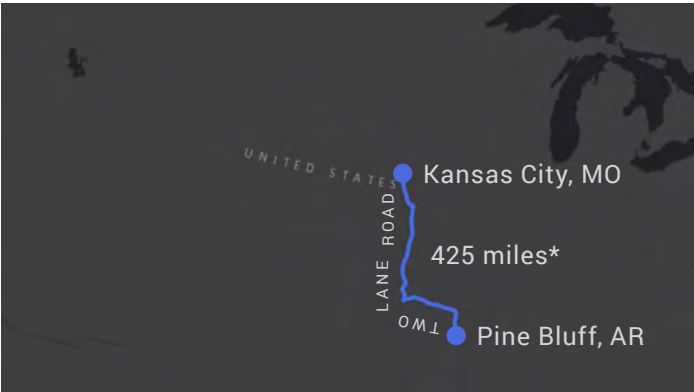 UNITED STATES
Kansas City, MO
425 miles*
TWO LANE ROAD
Pine Bluff, AR